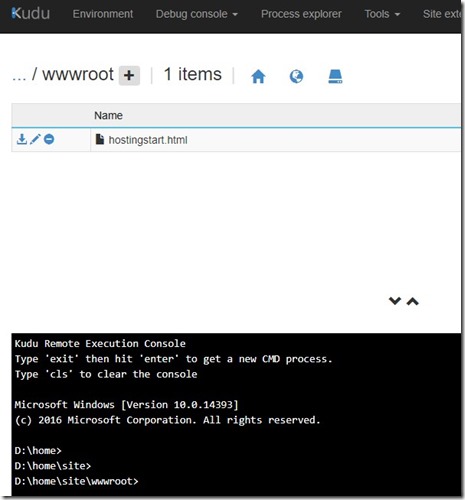 Kudu Environment Debug console Process explorer Tools Site exte
... / wwwroot + | 1 items |
Name
hostingstart.html
Kudu Remote Execution Console
Type 'exit' then hit 'enter' to get a new CMD process.
Type 'cls' to clear the console
Microsoft Windows [Version 10.0.14393]
(c) 2016 Microsoft Corporation. All rights reserved.
D:\home>
D:\home\site>
D:\home\site\wwwroot>